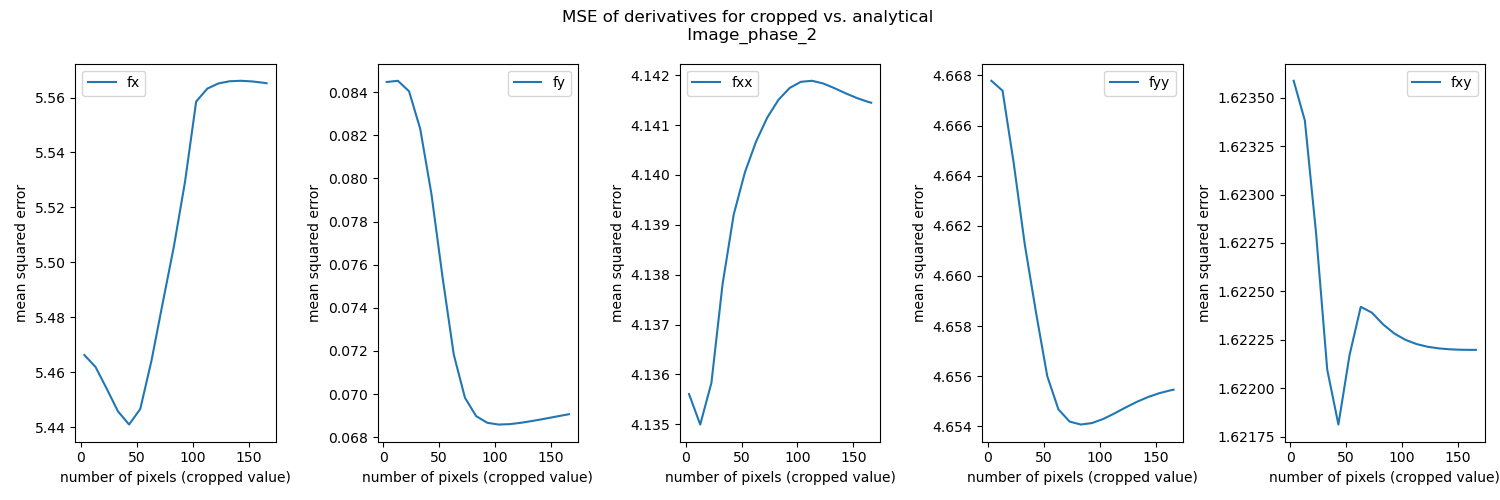 MSE of derivatives for cropped vs. analytical
Image_phase_2
fx
5.56
5.54
5.52
5.50
5.48
5.46
5.44
mean squared error
0 50 100 150
number of pixels (cropped value)
fy
0.084
0.082
0.080
0.078
0.076
0.074
0.072
0.070
0.068
mean squared error
0 50 100 150
number of pixels (cropped value)
fxx
4.142
4.141
4.140
4.139
4.138
4.137
4.136
4.135
mean squared error
0 50 100 150
number of pixels (cropped value)
fyy
4.668
4.666
4.664
4.662
4.660
4.658
4.656
4.654
mean squared error
0 50 100 150
number of pixels (cropped value)
fxy
1.62350
1.62325
1.62300
1.62275
1.62250
1.62225
1.62200
1.62175
mean squared error
0 50 100 150
number of pixels (cropped value)